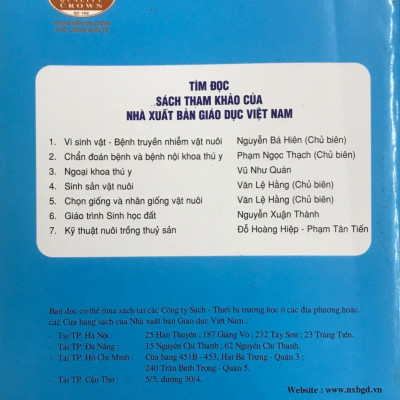 QUALITY
CROWN
TÌM ĐỌC
SÁCH THAM KHẢO CỦA
NHÀ XUẤT BẢN GIÁO DỤC VIỆT NAM
1. Vi sinh vật - Bệnh truyền nhiễm vật nuôi Nguyễn Bá Hiên (Chủ biên)
2. Chẩn đoán bệnh và bệnh nội khoa thú y Phạm Ngọc Thạch (Chủ biên)
3. Ngoại khoa thú y Vũ Như Quán
4. Sinh sản vật nuôi Văn Lệ Hằng (Chủ biên)
5. Chọn giống và nhân giống vật nuôi Văn Lệ Hằng (Chủ biên)
6. Giáo trình Sinh học đất Nguyễn Xuân Thành
7. Kỹ thuật nuôi trồng thuỷ sản Đỗ Hoàng Hiệp - Phạm Tân Tiến
Bạn đọc có thể mua sách tại các Công ty Sách - Thiết bị trường học ở các địa phương hoặc
các Cửa hàng sách của Nhà xuất bản Giáo dục Việt Nam :
- Tại TP. Hà Nội : 25 Hàn Thuyên ; 187 Giảng Võ ; 232 Tây Sơn ; 23 Tràng Tiền.
- Tại TP. Đà Nẵng : 15 Nguyễn Chí Thanh ; 62 Nguyễn Chí Thanh.
- Tại TP. Hồ Chí Minh : Cửa hàng 451B - 453, Hai Bà Trưng - Quận 3 ;
240 Trần Bình Trọng - Quận 5.
- Tại TP. Cần Thơ : 5/5, đường 30/4.
Website : www.nxbgd.vn